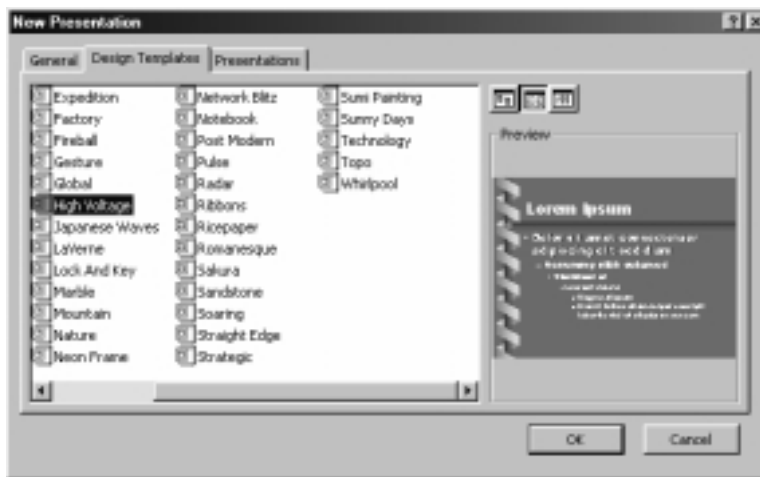 New Presentation
General Design Templates Presentations
Expedition
Factory
Fireball
Gesture
Global
High Voltage
Japanese Waves
LaVerne
Lock And Key
Marble
Mountain
Nature
Neon Frame
Network Blitz
Notebook
Post Modern
Pulse
Radar
Ribbons
Ricepaper
Romanesque
Sakura
Sandstone
Soaring
Straight Edge
Strategic
Sumi Painting
Sunny Days
Technology
Topo
Whirlpool
Preview
Lorem Ipsum
OK Cancel